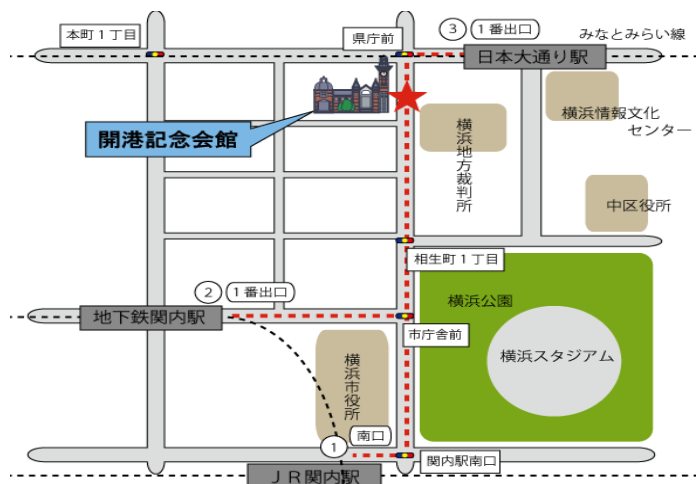 ③ 1番出口
みなとみらい線
本町1丁目
県庁前
日本大通り駅
開港記念会館
横浜地方裁判所
横浜情報文化
センター
中区役所
相生町1丁目
② 1番出口
地下鉄関内駅
横浜公園
市庁舎前
横浜スタジアム
横浜市役所
① 南口
関内駅南口
JR関内駅